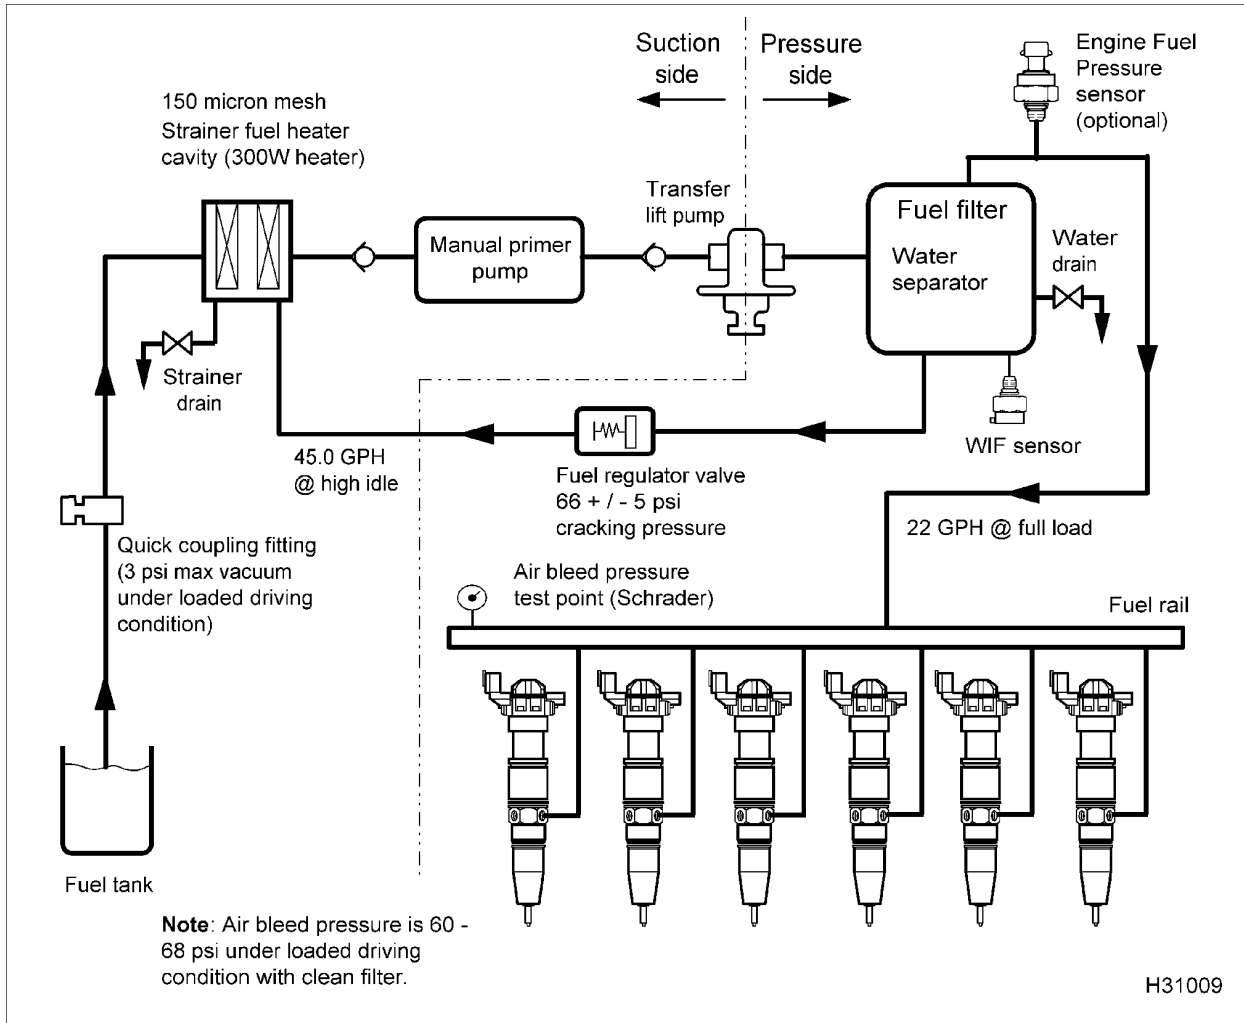 Suction
side
Pressure
side
Engine Fuel
Pressure
sensor
(optional)
150 micron mesh
Strainer fuel heater
cavity (300W heater)
Transfer
lift pump
Fuel filter
Water
separator
Water
drain
Manual primer
pump
Strainer
drain
WIF sensor
45.0 GPH
@ high idle
Fuel regulator valve
66 + / - 5 psi
cracking pressure
22 GPH @ full load
Quick coupling fitting
(3 psi max vacuum
under loaded driving
condition)
Air bleed pressure
test point (Schrader)
Fuel rail
Fuel tank
Note: Air bleed pressure is 60 -
68 psi under loaded driving
condition with clean filter.
H31009